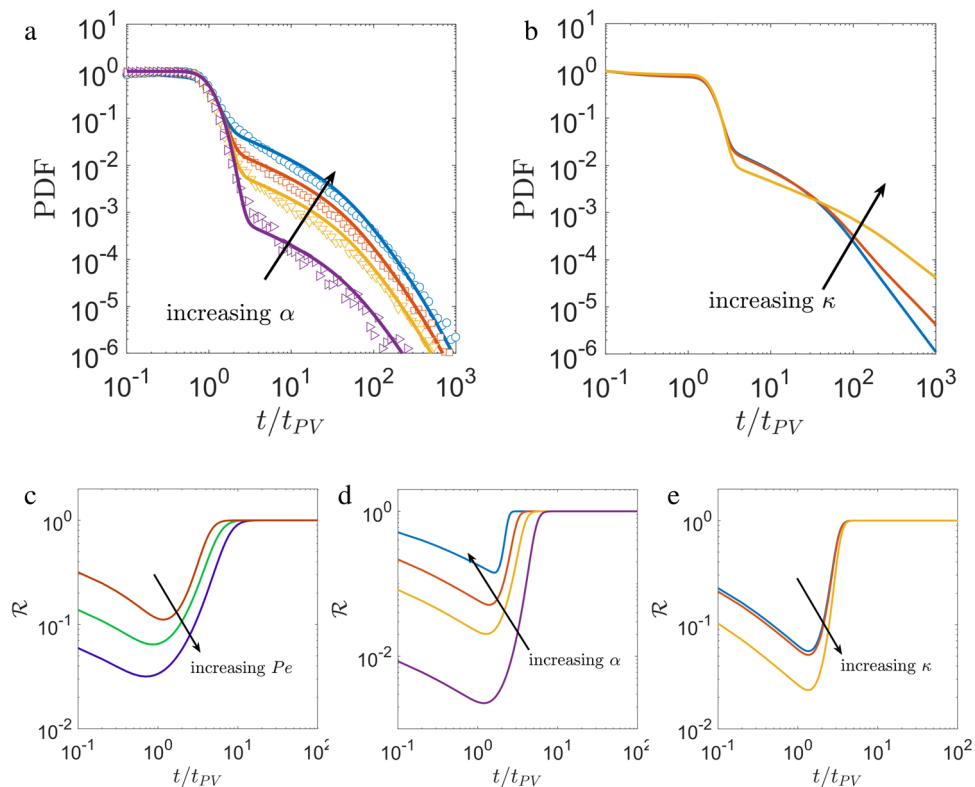 a
10^1
10^0
10^-1
10^-2
10^-3
10^-4
10^-5
10^-6
PDF
increasing α
10^-1 10^0 10^1 10^2 10^3
t/t_PV
b
10^1
10^0
10^-1
10^-2
10^-3
10^-4
10^-5
10^-6
PDF
increasing κ
10^-1 10^0 10^1 10^2 10^3
t/t_PV
c
10^0
10^-1
10^-2
ℛ
increasing Pe
10^-1 10^0 10^1 10^2
t/t_PV
d
10^0
10^-2
ℛ
increasing α
10^-1 10^0 10^1 10^2
t/t_PV
e
10^0
10^-1
10^-2
ℛ
increasing κ
10^-1 10^0 10^1 10^2
t/t_PV